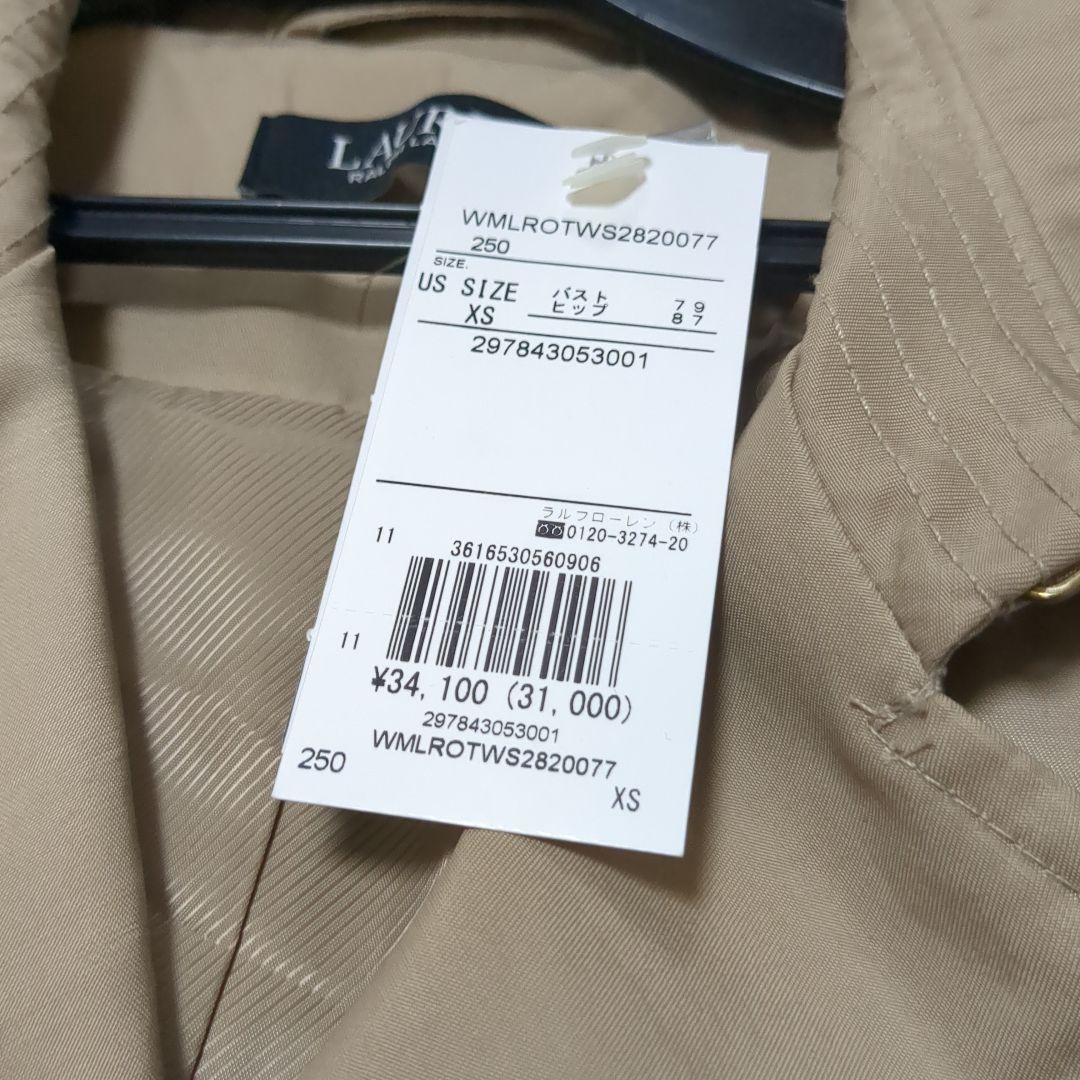 LAUR
WMLROTWS2820077
250
SIZE.
US SIZE
XS
バスト 79
ヒップ 87
297843053001
ラルフローレン(株)
0120-3274-20
11
3616530560906
11
¥34,100 (31,000)
297843053001
WMLROTWS2820077
250
XS